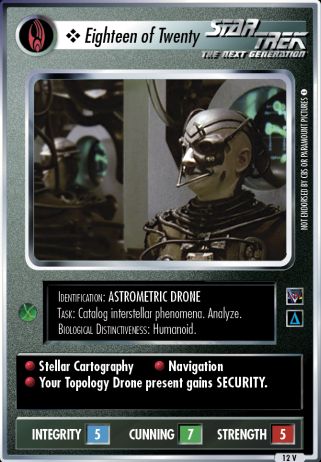 ❖ Eighteen of Twenty
STAR TREK
THE NEXT GENERATION
NOT ENDORSED BY CBS OR PARAMOUNT PICTURES
IDENTIFICATION: ASTROMETRIC DRONE
TASK: Catalog interstellar phenomena. Analyze.
BIOLOGICAL DISTINCTIVENESS: Humanoid.
Stellar Cartography Navigation
Your Topology Drone present gains SECURITY.
INTEGRITY 5 CUNNING 7 STRENGTH 5
12 V